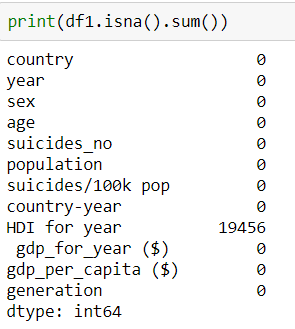 print(df1.isna().sum())
country 0
year 0
sex 0
age 0
suicides_no 0
population 0
suicides/100k pop 0
country-year 0
HDI for year 19456
 gdp_for_year ($) 0
gdp_per_capita ($) 0
generation 0
dtype: int64